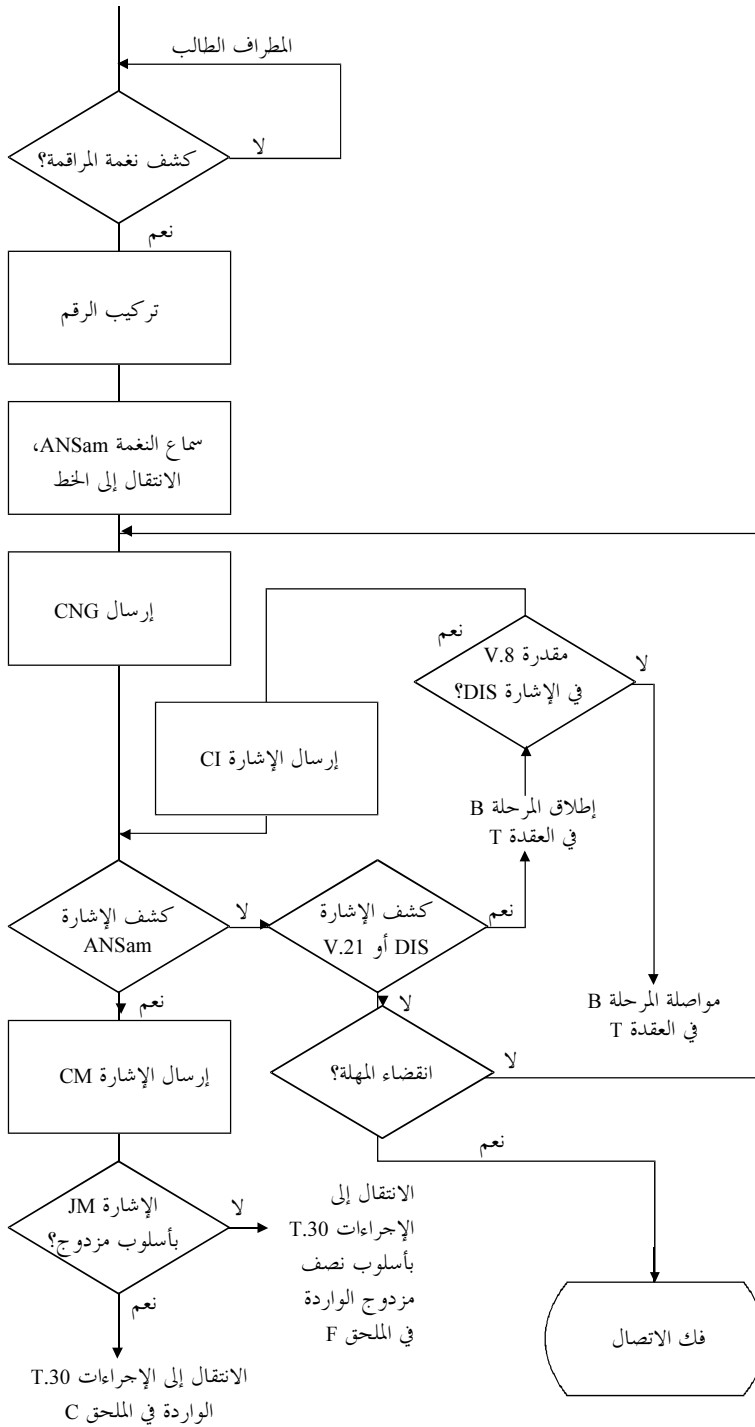 المطراف الطالب
كشف نغمة المراقمة؟
لا
نعم
تركيب الرقم
سماع النغمة ANSam،
الانتقال إلى الخط
إرسال CNG
نعم
مقدرة V.8
في الإشارة DIS؟
لا
إرسال الإشارة CI
إطلاق المرحلة B
في العقدة T
كشف الإشارة
ANSam
لا
كشف الإشارة
DIS أو V.21
نعم
مواصلة المرحلة B
في العقدة T
نعم
لا
إرسال الإشارة CM
انقضاء المهلة؟
لا
نعم
الإشارة JM
بأسلوب مزدوج؟
لا
الانتقال إلى
الإجراءات T.30
بأسلوب نصف
مزدوج الواردة
في الملحق F
نعم
فك الاتصال
الانتقال إلى الإجراءات T.30
الواردة في الملحق C